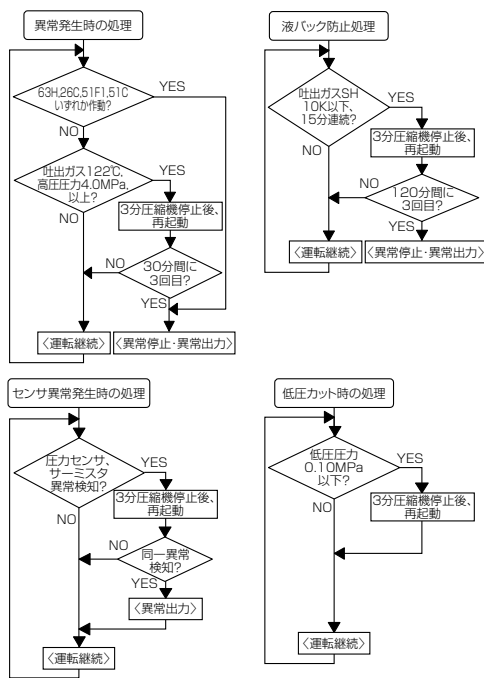 異常発生時の処理
63H,26C,51F1,51C
いずれか作動?
YES
NO
吐出ガス122℃,
高圧圧力4.0MPa,
以上?
YES
NO
3分圧縮機停止後、
再起動
30分間に
3回目?
NO
YES
〈運転継続〉
〈異常停止・異常出力〉
液バック防止処理
吐出ガスSH
10K以下、
15分連続?
YES
NO
3分圧縮機停止後、
再起動
120分間に
3回目?
NO
YES
〈運転継続〉
〈異常停止・異常出力〉
センサ異常発生時の処理
圧力センサ、
サーミスタ
異常検知?
YES
NO
3分圧縮機停止後、
再起動
同一異常
検知?
NO
YES
〈異常出力〉
〈運転継続〉
低圧カット時の処理
低圧圧力
0.10MPa
以下?
YES
NO
3分圧縮機停止後、
再起動
〈運転継続〉